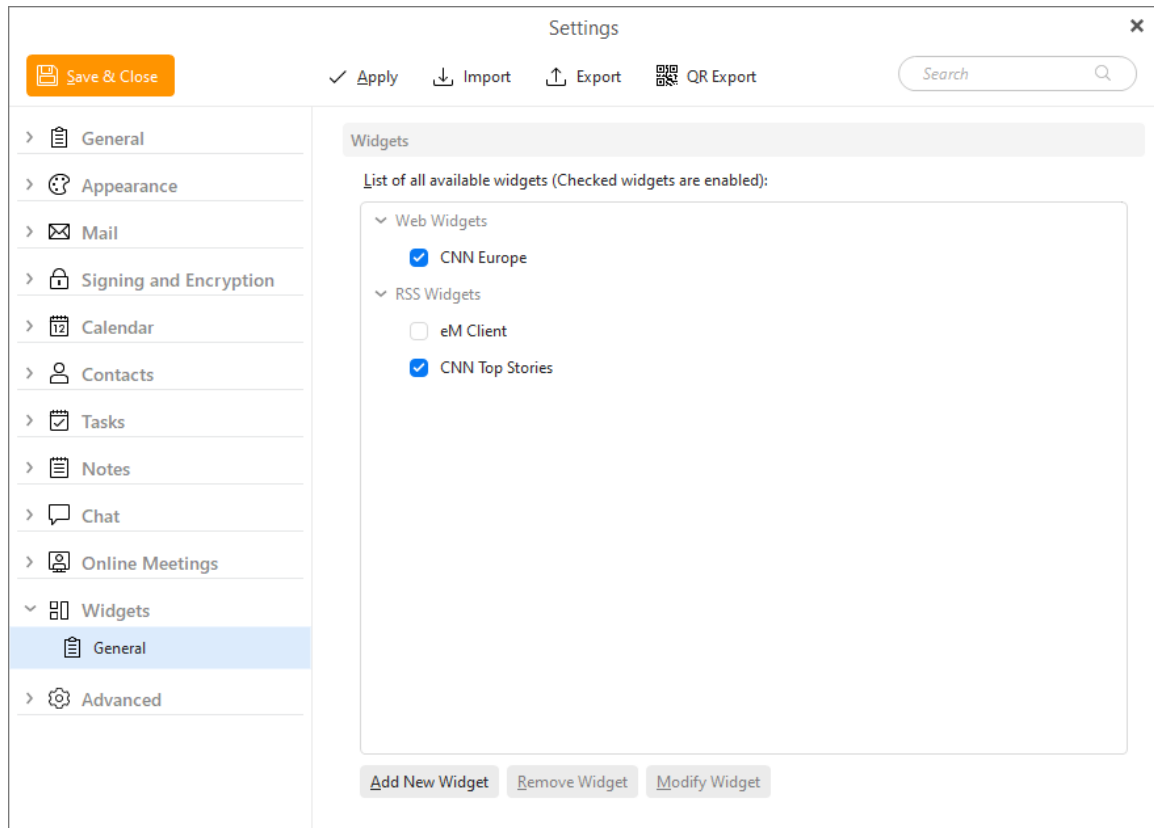 Settings
Save & Close
Apply Import Export QR Export Search
General
Appearance
Mail
Signing and Encryption
12 Calendar
Contacts
Tasks
Notes
Chat
Online Meetings
Widgets
General
Advanced
Widgets
List of all available widgets (Checked widgets are enabled):
Web Widgets
CNN Europe
RSS Widgets
eM Client
CNN Top Stories
Add New Widget Remove Widget Modify Widget